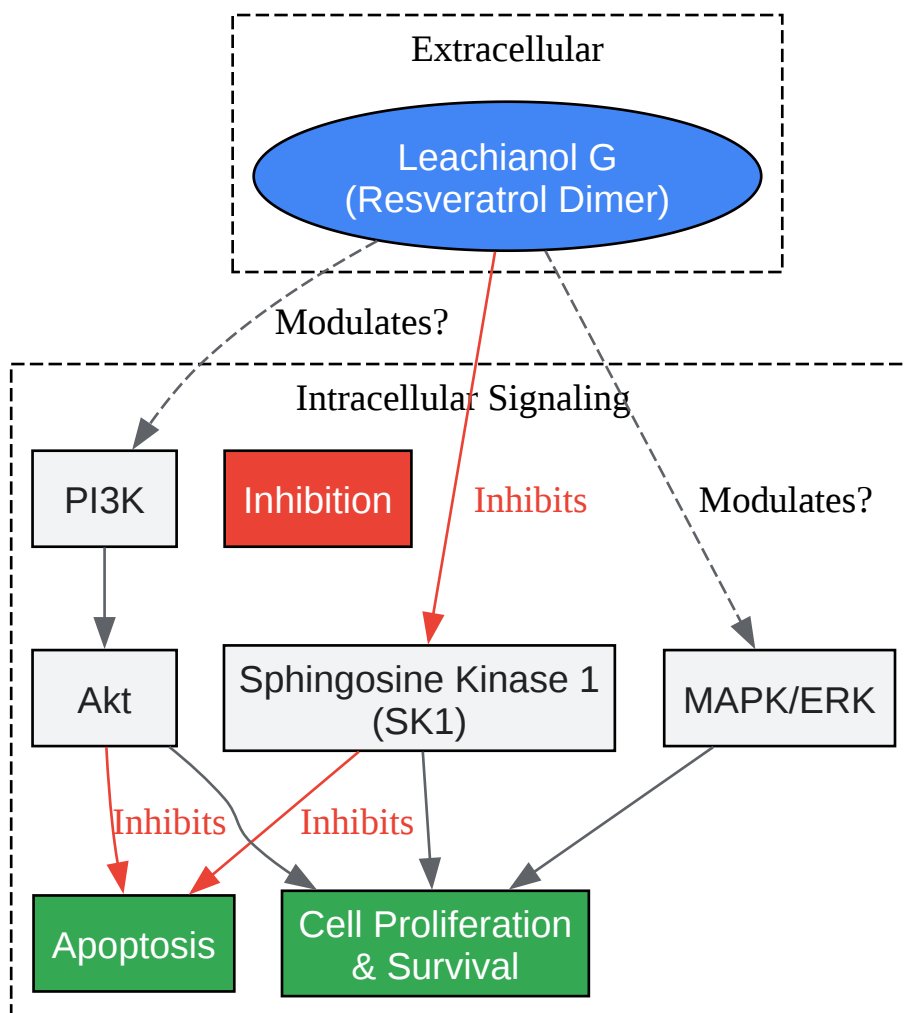 Extracellular
Leachianol G
(Resveratrol Dimer)
Modulates?
Intracellular Signaling
PI3K
Inhibition
Inhibits
Modulates?
Akt
Sphingosine Kinase 1
(SK1)
MAPK/ERK
Inhibits
Inhibits
Apoptosis
Cell Proliferation
& Survival